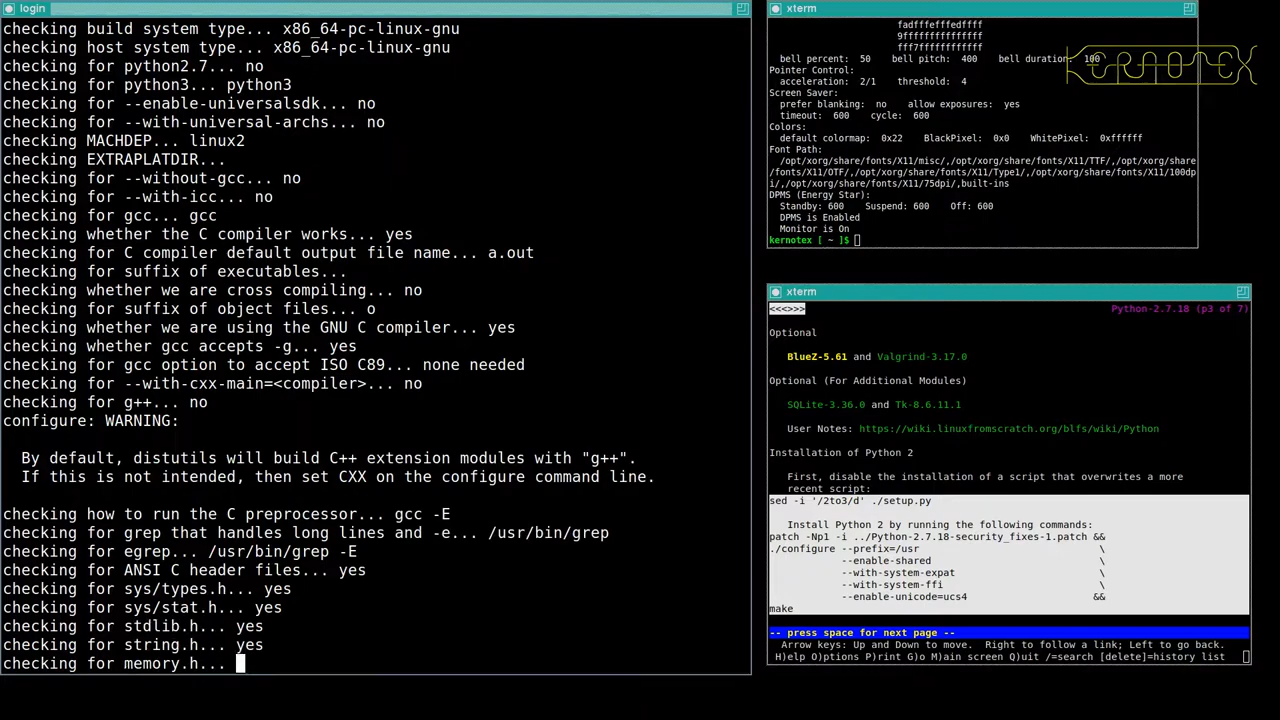 login
checking build system type... x86_64-pc-linux-gnu
checking host system type... x86_64-pc-linux-gnu
checking for python2.7... no
checking for python3... python3
checking for --enable-universalsdk... no
checking for --with-universal-archs... no
checking MACHDEP... linux2
checking EXTRAPLATDIR...
checking for --without-gcc... no
checking for --with-icc... no
checking for gcc... gcc
checking whether the C compiler works... yes
checking for C compiler default output file name... a.out
checking for suffix of executables...
checking whether we are cross compiling... no
checking for suffix of object files... o
checking whether we are using the GNU C compiler... yes
checking whether gcc accepts -g... yes
checking for gcc option to accept ISO C89... none needed
checking for --with-cxx-main=<compiler>... no
checking for g++... no
configure: WARNING:
By default, distutils will build C++ extension modules with "g++".
If this is not intended, then set CXX on the configure command line.
checking how to run the C preprocessor... gcc -E
checking for grep that handles long lines and -e... /usr/bin/grep
checking for egrep... /usr/bin/grep -E
checking for ANSI C header files... yes
checking for sys/types.h... yes
checking for sys/stat.h... yes
checking for stdlib.h... yes
checking for string.h... yes
checking for memory.h...
xterm
fadfffefffedffff
9fffffffffffffff
fff7ffffffffffff
bell percent: 50 bell pitch: 400 bell duration: 100
Pointer Control:
acceleration: 2/1 threshold: 4
Screen Saver:
prefer blanking: no allow exposures: yes
timeout: 600 cycle: 600
Colors:
default colormap: 0x22 BlackPixel: 0x0 WhitePixel: 0xffffff
Font Path:
/opt/xorg/share/fonts/X11/misc/,/opt/xorg/share/fonts/X11/TTF/,/opt/xorg/share
/fonts/X11/OTF/,/opt/xorg/share/fonts/X11/Type1/,/opt/xorg/share/fonts/X11/100dp
i/,/opt/xorg/share/fonts/X11/75dpi/,built-ins
DPMS (Energy Star):
Standby: 600 Suspend: 600 Off: 600
DPMS is Enabled
Monitor is On
kernotex [ ~ ]$
KERNOTEX
xterm
<<<>>> Python-2.7.18 (p3 of 7)
Optional
BlueZ-5.61 and Valgrind-3.17.0
Optional (For Additional Modules)
SQLite-3.36.0 and Tk-8.6.11.1
User Notes: https://wiki.linuxfromscratch.org/blfs/wiki/Python
Installation of Python 2
First, disable the installation of a script that overwrites a more
recent script:
sed -i '/2to3/d' ./setup.py
Install Python 2 by running the following commands:
patch -Np1 -i ../Python-2.7.18-security_fixes-1.patch &&
./configure --prefix=/usr \
--enable-shared \
--with-system-expat \
--with-system-ffi \
--enable-unicode=ucs4 &&
make
-- press space for next page --
Arrow keys: Up and Down to move. Right to follow a link; Left to go back.
H)elp O)ptions P)rint G)o M)ain screen Q)uit /=search [delete]=history list